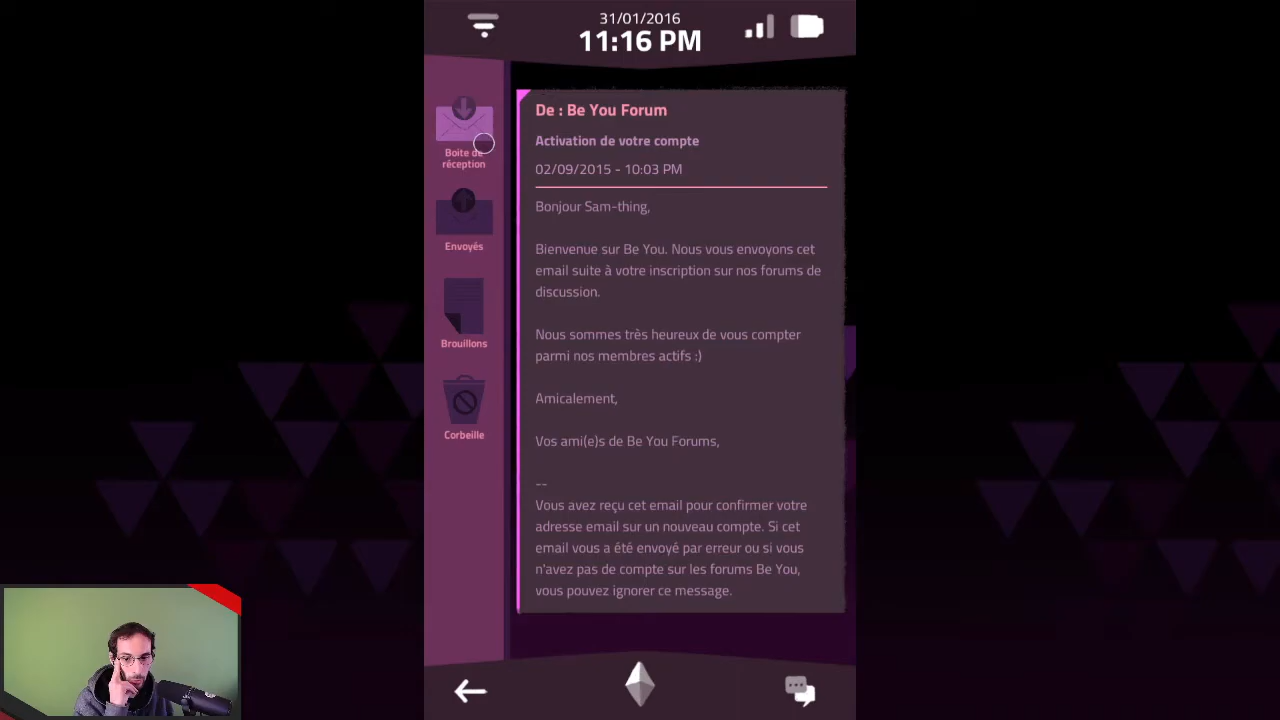 31/01/2016
11:16 PM
Boite de
réception
Envoyés
Brouillons
Corbeille
De : Be You Forum
Activation de votre compte
02/09/2015 - 10:03 PM
Bonjour Sam-thing,
Bienvenue sur Be You. Nous vous envoyons cet
email suite à votre inscription sur nos forums de
discussion.
Nous sommes très heureux de vous compter
parmi nos membres actifs :)
Amicalement,
Vos ami(e)s de Be You Forums,
--
Vous avez reçu cet email pour confirmer votre
adresse email sur un nouveau compte. Si cet
email vous a été envoyé par erreur ou si vous
n'avez pas de compte sur les forums Be You,
vous pouvez ignorer ce message.